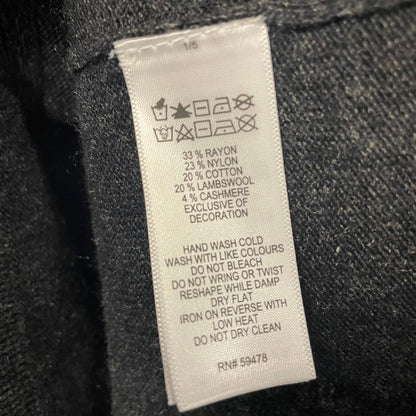 1/5
33 % RAYON
23 % NYLON
20 % COTTON
20 % LAMBSWOOL
4 % CASHMERE
EXCLUSIVE OF
DECORATION
HAND WASH COLD
WASH WITH LIKE COLOURS
DO NOT BLEACH
DO NOT WRING OR TWIST
RESHAPE WHILE DAMP
DRY FLAT
IRON ON REVERSE WITH
LOW HEAT
DO NOT DRY CLEAN
RN# 59478